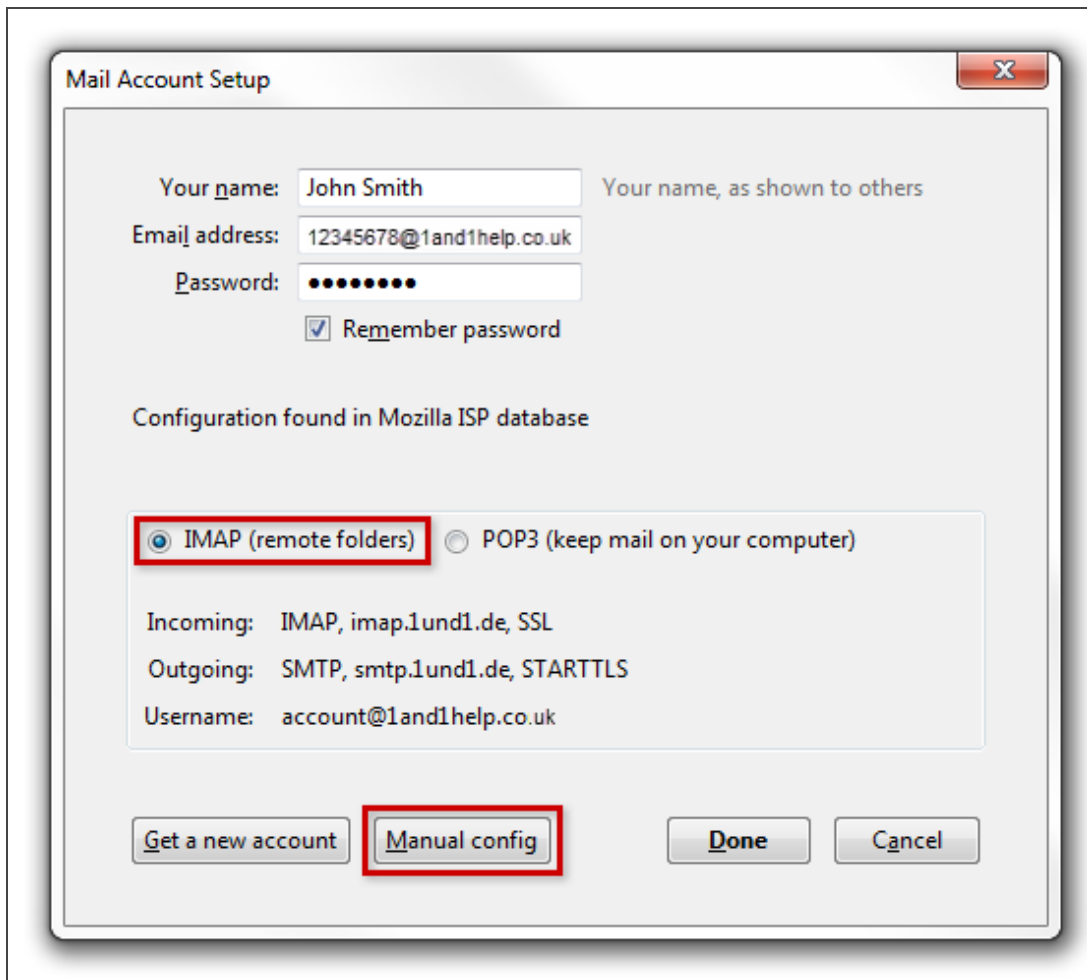 Mail Account Setup
Your name: John Smith Your name, as shown to others
Email address: 12345678@1and1help.co.uk
Password: ••••••••
Remember password
Configuration found in Mozilla ISP database
IMAP (remote folders) POP3 (keep mail on your computer)
Incoming: IMAP, imap.1und1.de, SSL
Outgoing: SMTP, smtp.1und1.de, STARTTLS
Username: account@1and1help.co.uk
Get a new account Manual config Done Cancel